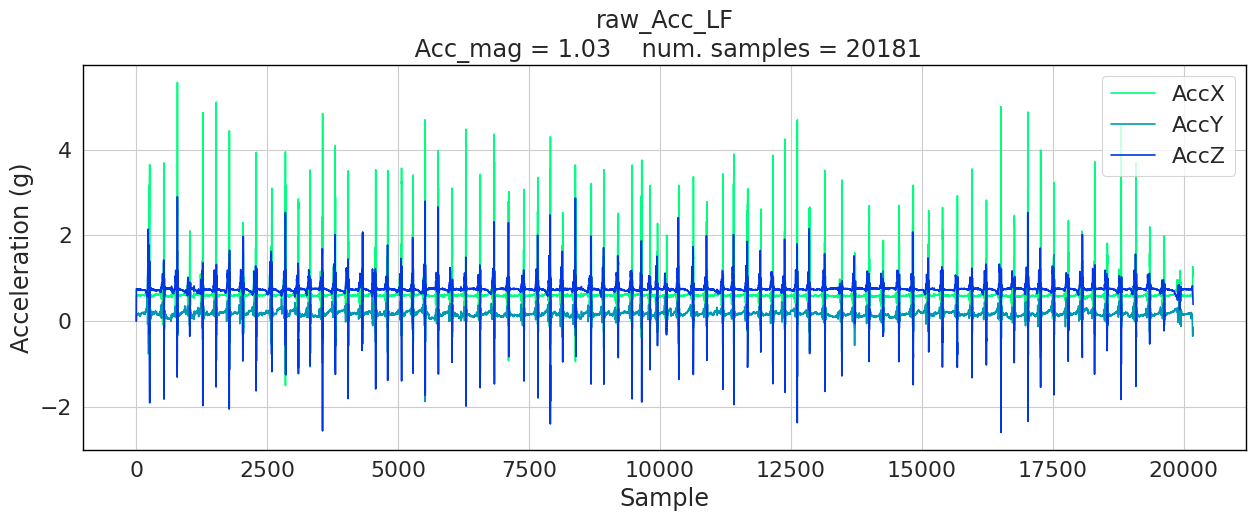 raw_Acc_LF
Acc_mag = 1.03    num. samples = 20181
AccX
AccY
AccZ
Acceleration (g)
4
2
0
−2
0 2500 5000 7500 10000 12500 15000 17500 20000
Sample